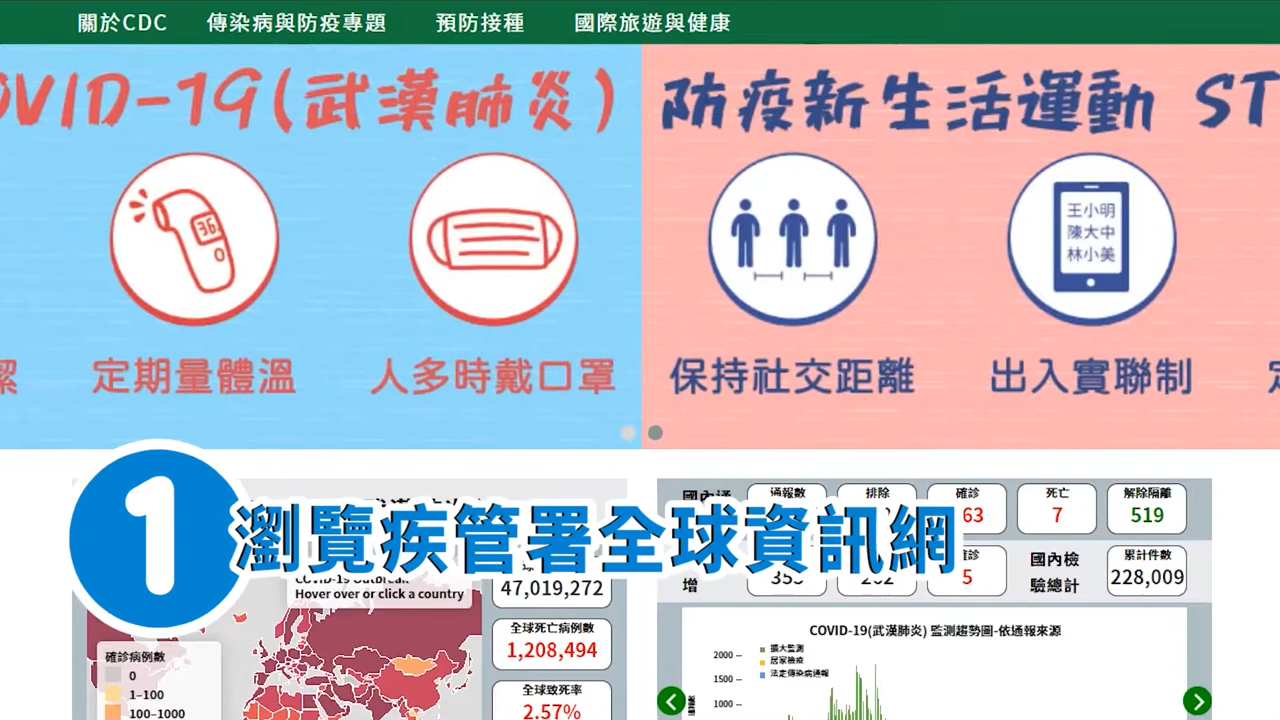 關於CDC 傳染病與防疫專題 預防接種 國際旅遊與健康
OVID-19(武漢肺炎) 防疫新生活運動 ST
36.
王小明
陳大中
林小美
潔 定期量體溫 人多時戴口罩 保持社交距離 出入實聯制
1 瀏覽疾管署全球資訊網
通報數 排除 確診 死亡 解除隔離
63 7 519
增 5 國內檢驗總計 累計件數 228,009
COVID-19 Outbreak
Hover over or click a country
47,019,272
全球死亡病例數
1,208,494
全球致死率
2.57%
確診病例數
0
1–100
100–1000
COVID-19(武漢肺炎) 監測趨勢圖-依通報來源
擴大監測
居家檢疫
法定傳染病通報
2000
1500
1000